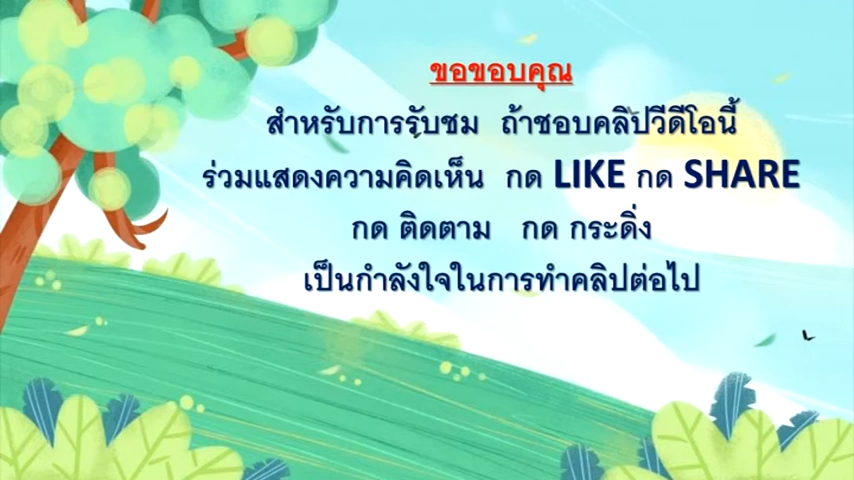 ขอขอบคุณ
สำหรับการรับชม ถ้าชอบคลิปวีดีโอนี้
ร่วมแสดงความคิดเห็น กด LIKE กด SHARE
กด ติดตาม กด กระดิ่ง
เป็นกำลังใจในการทำคลิปต่อไป